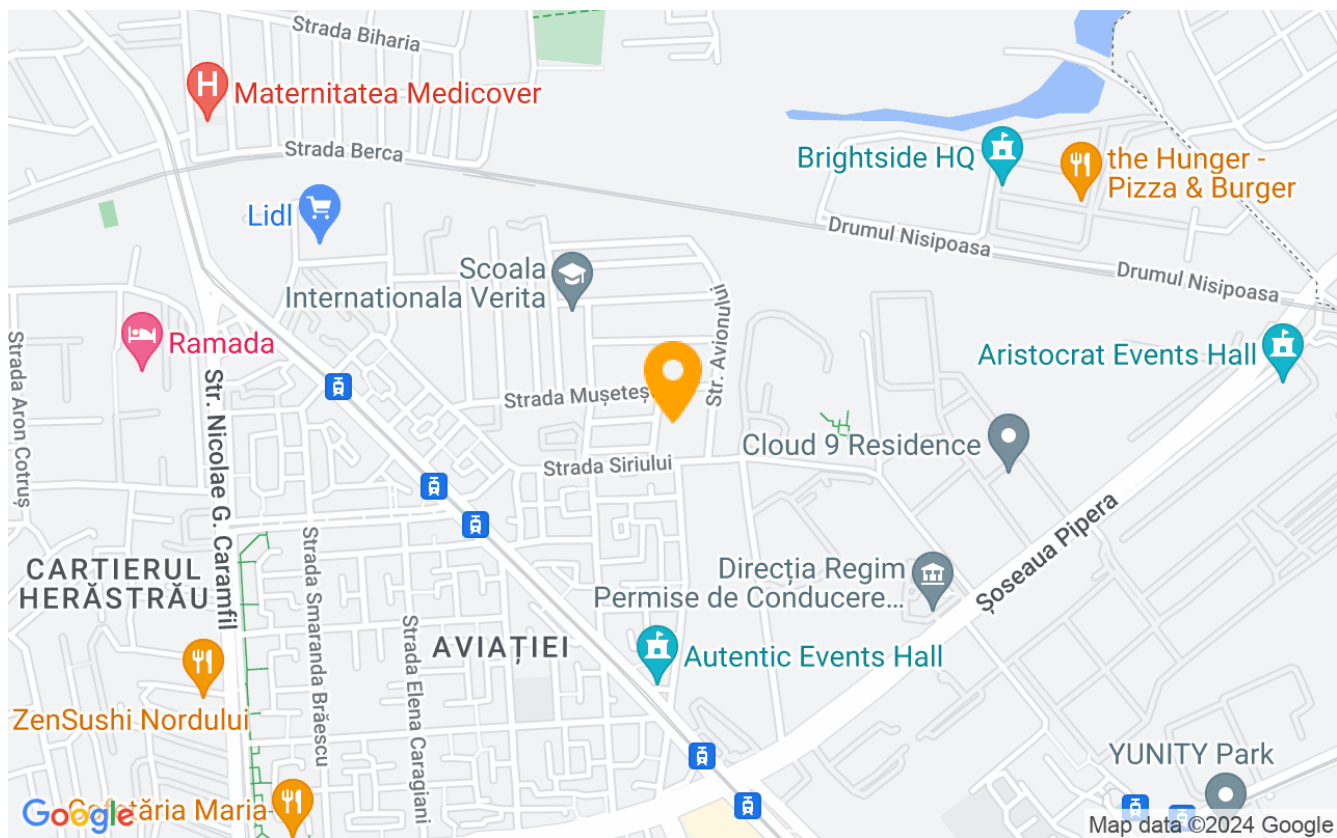 Strada Biharia
Maternitatea Medicover
Strada Berca
Brightside HQ
the Hunger -
Pizza & Burger
Lidl
Drumul Nisipoasa
Scoala
Internationala Verita
Drumul Nisipoasa
Str. Avionului
Ramada
Aristocrat Events Hall
Strada Aron Cotruș
Str. Nicolae G. Caramfil
Cloud 9 Residence
Strada Siriului
Șoseaua Pipera
CARTIERUL
HERĂSTRĂU
Strada Smaranda Brăescu
Direcția Regim
Permise de Conducere...
Strada Elena Caragiani
AVIAȚIEI
Autentic Events Hall
ZenSushi Nordului
YUNITY Park
Google
Maria
Map data ©2024 Google